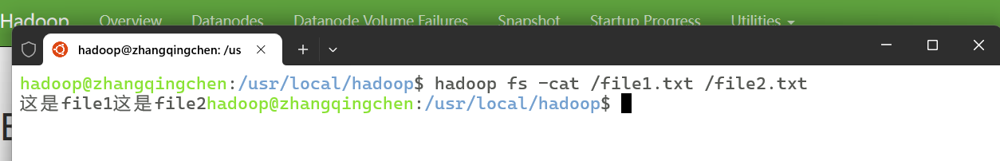 Hadoop Overview Datanodes Datanode Volume Failures Snapshot Startup Progress Utilities
hadoop@zhangqingchen: /us
hadoop@zhangqingchen:/usr/local/hadoop$ hadoop fs -cat /file1.txt /file2.txt
这是file1这是file2hadoop@zhangqingchen:/usr/local/hadoop$